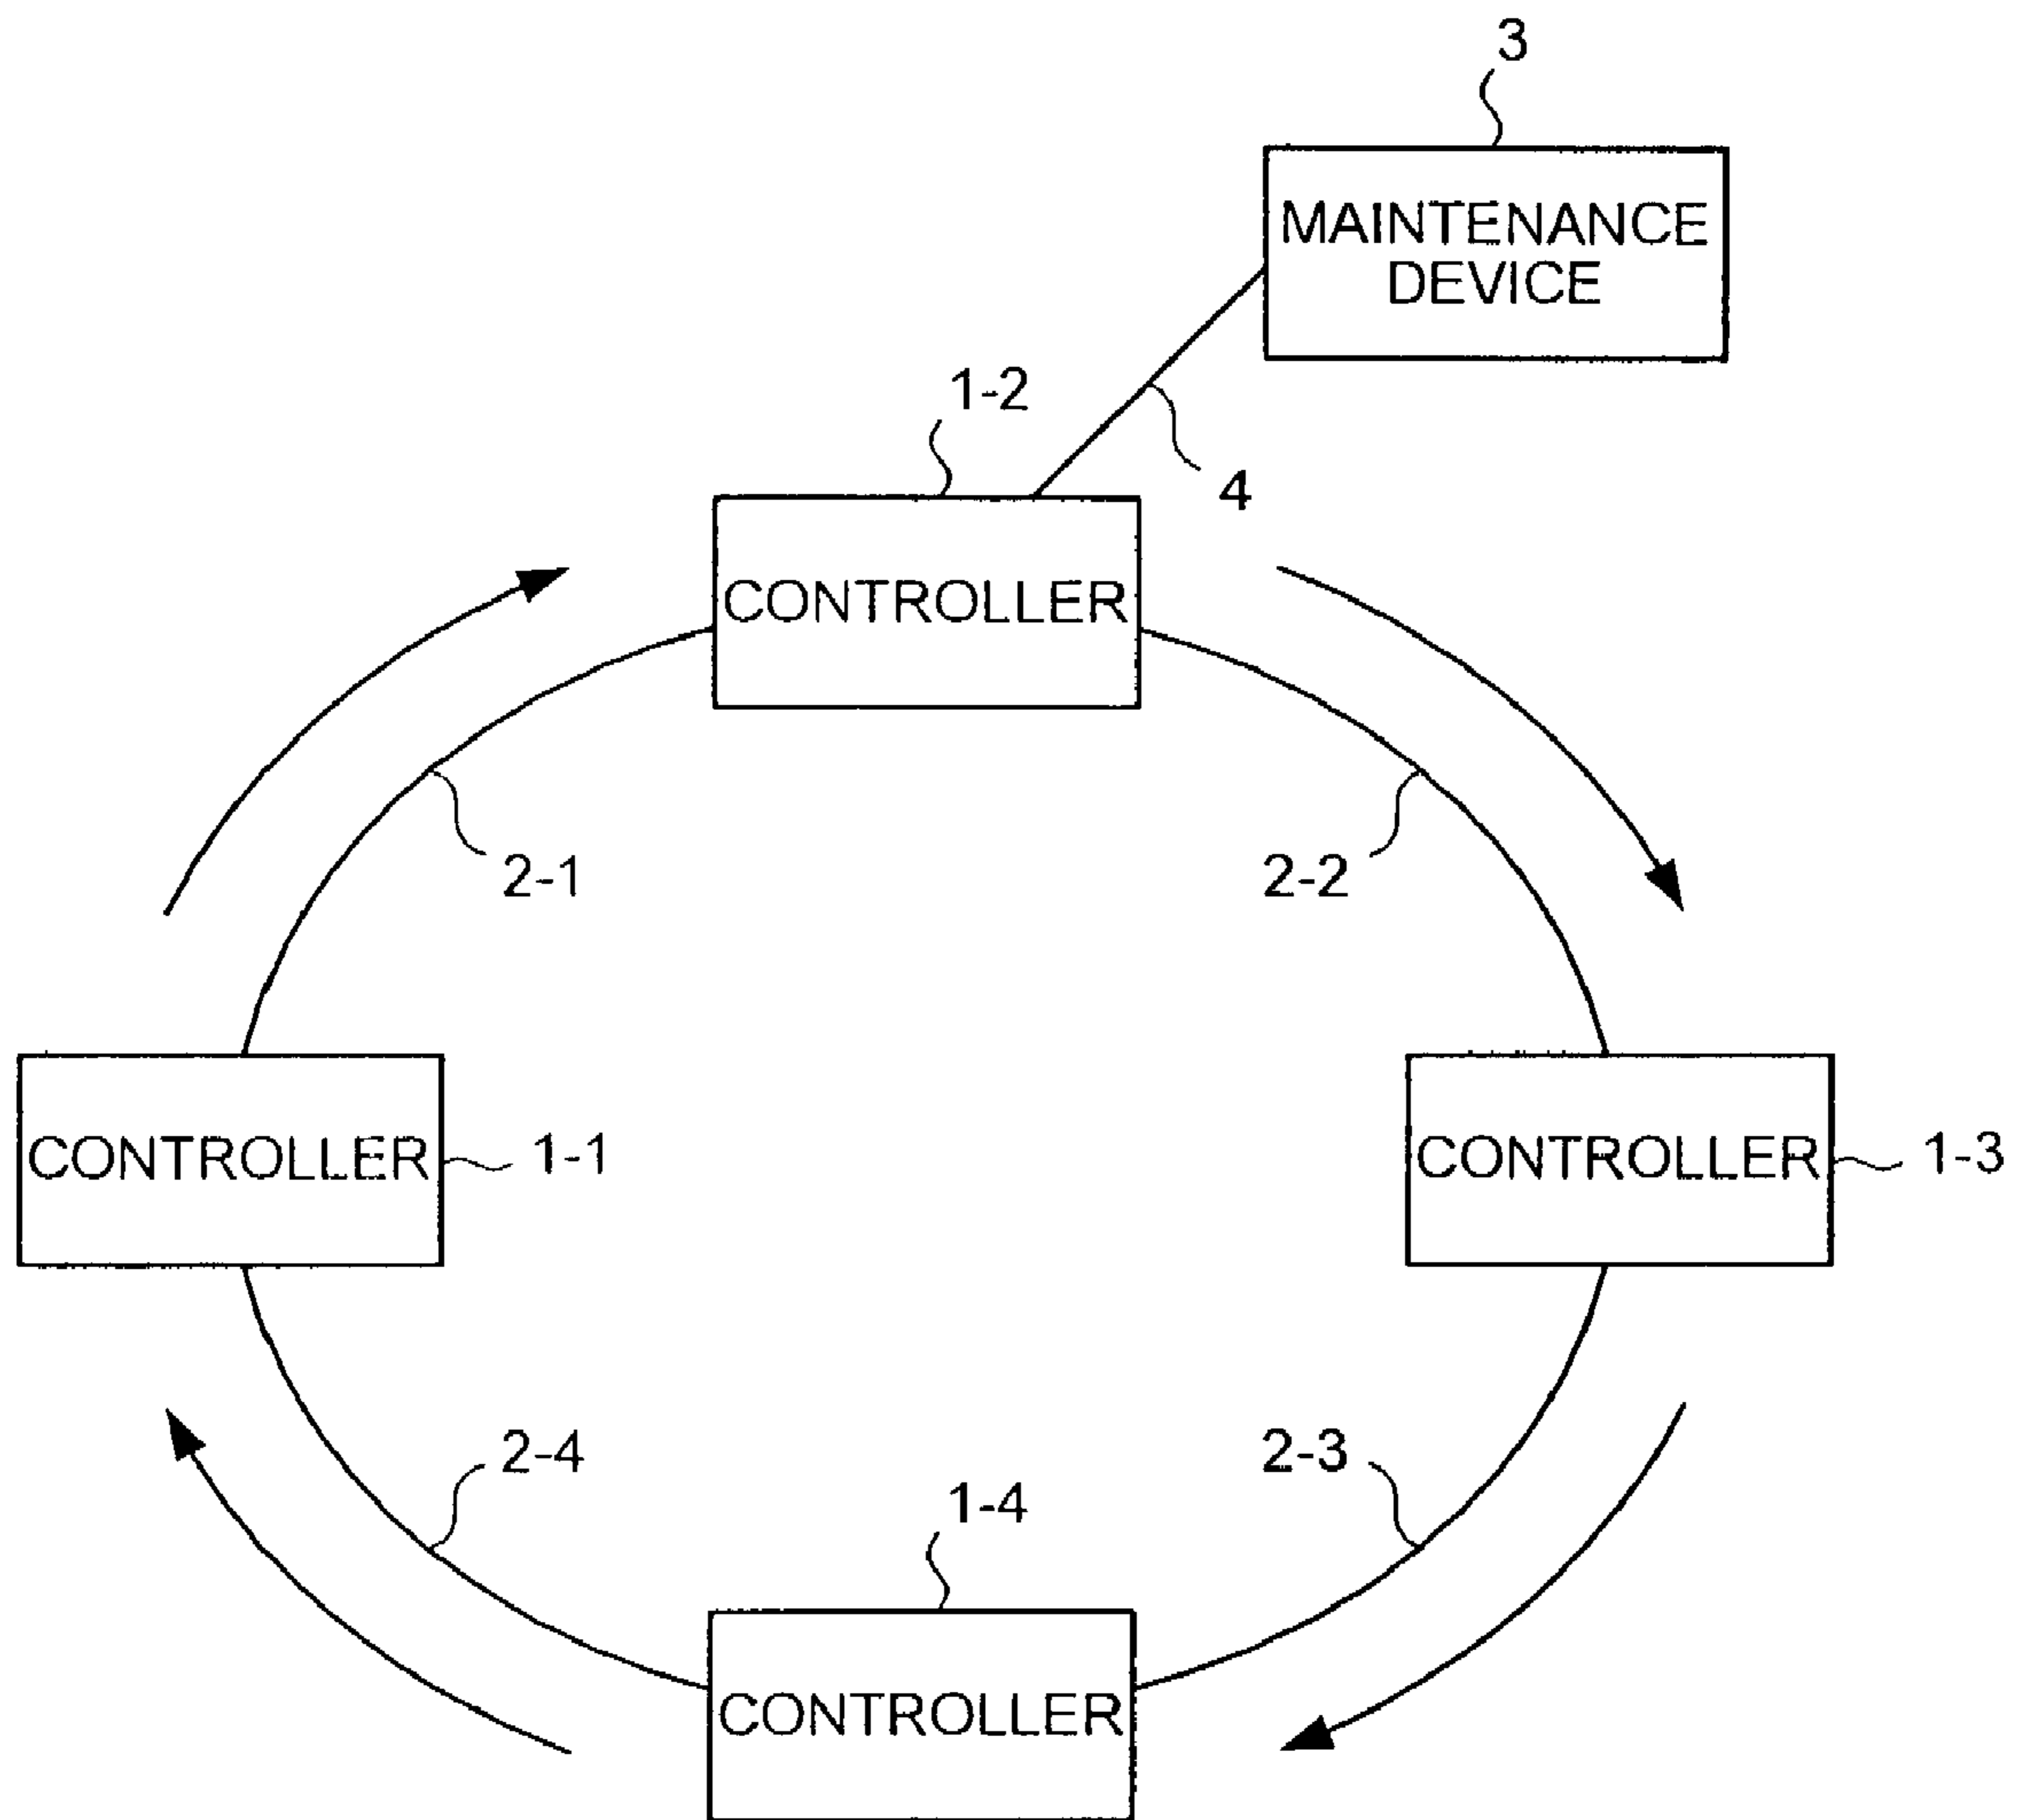 3
MAINTENANCE
DEVICE
1-2
4
CONTROLLER
2-1
2-2
CONTROLLER
1-1
CONTROLLER
1-3
2-4
2-3
1-4
CONTROLLER